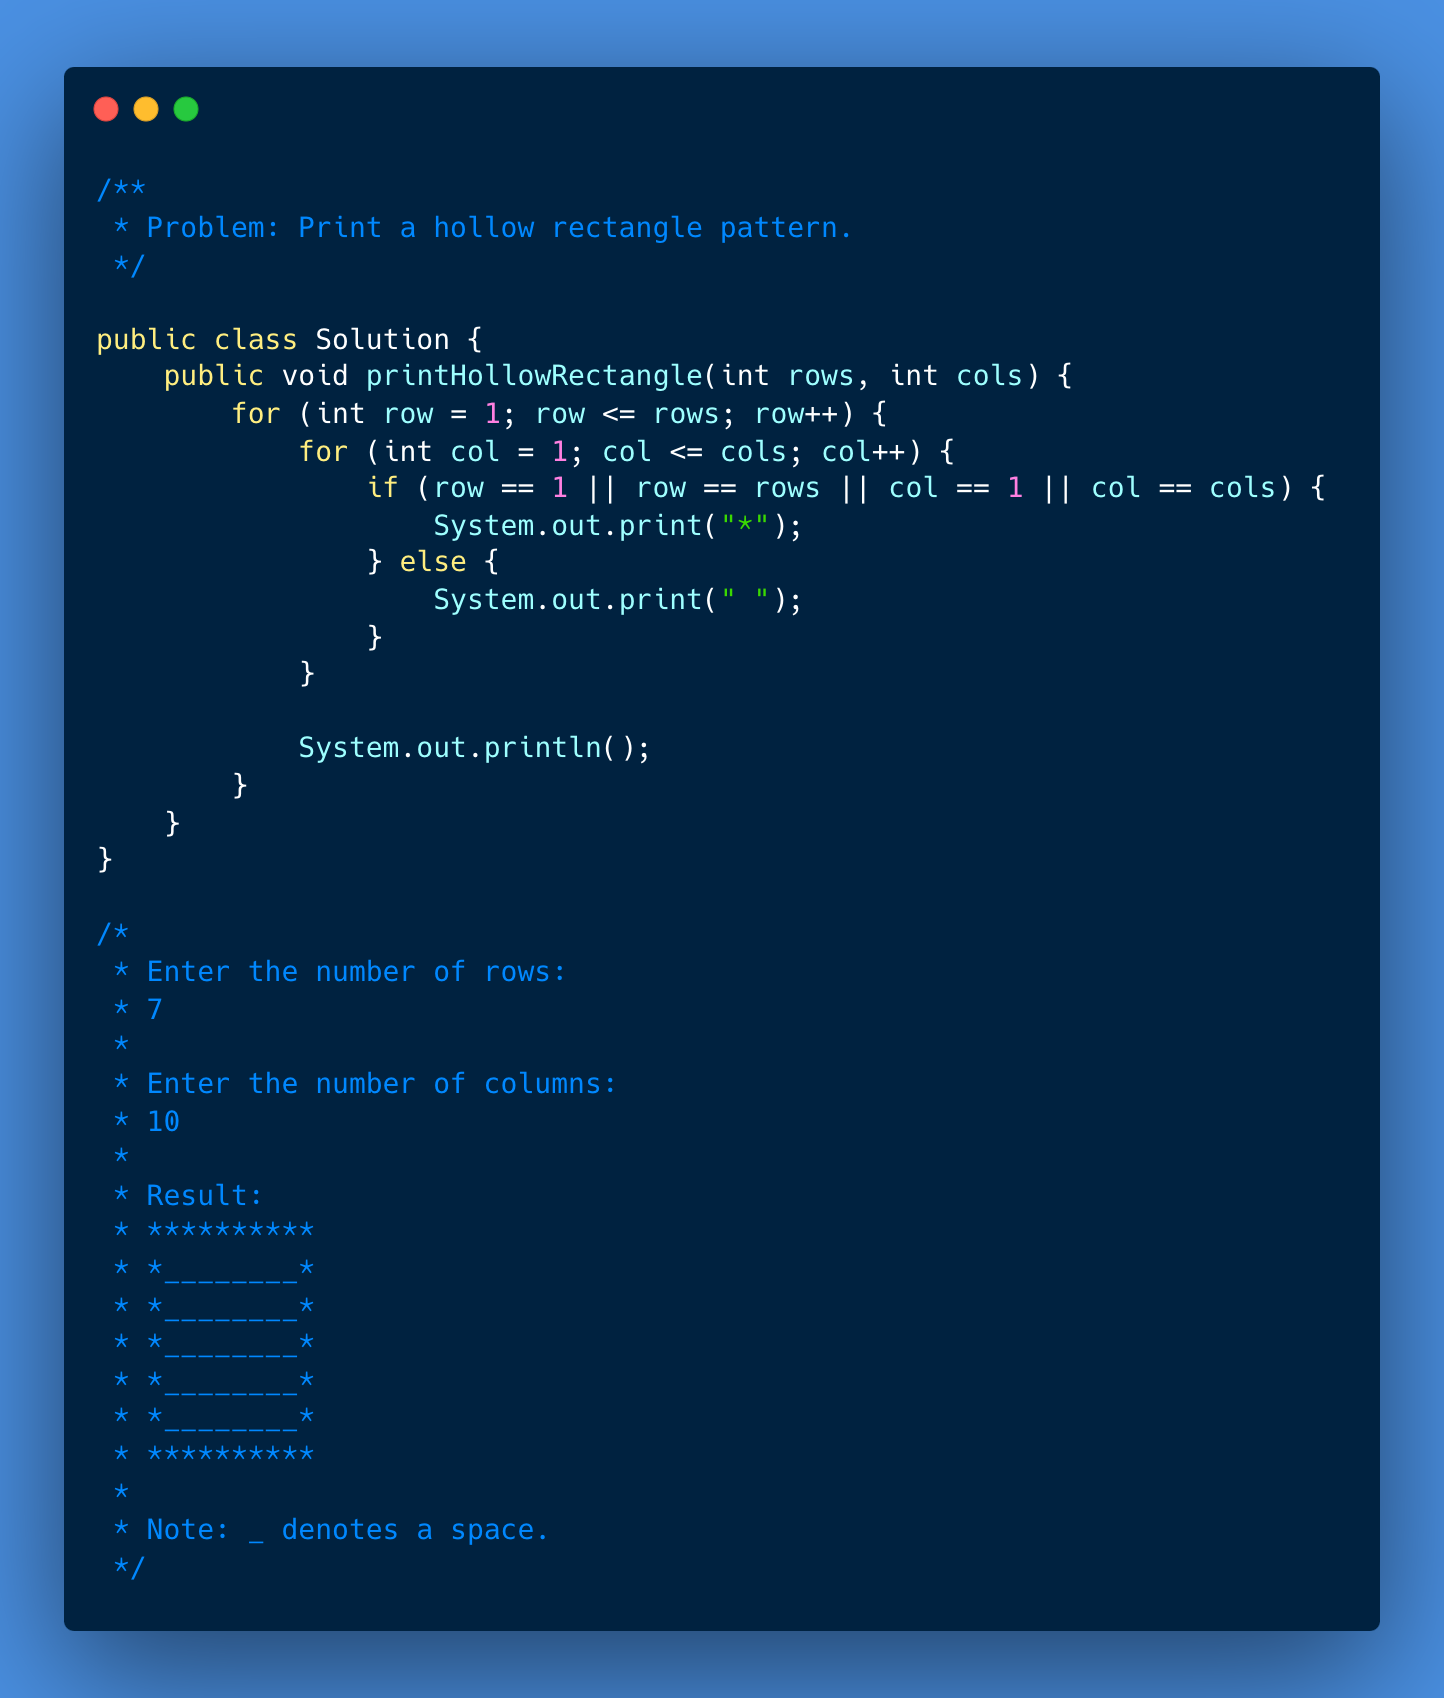 /**
 * Problem: Print a hollow rectangle pattern.
 */

public class Solution {
    public void printHollowRectangle(int rows, int cols) {
        for (int row = 1; row <= rows; row++) {
            for (int col = 1; col <= cols; col++) {
                if (row == 1 || row == rows || col == 1 || col == cols) {
                    System.out.print("*");
                } else {
                    System.out.print(" ");
                }
            }

            System.out.println();
        }
    }
}

/*
 * Enter the number of rows:
 * 7
 *
 * Enter the number of columns:
 * 10
 *
 * Result:
 * **********
 * *________*
 * *________*
 * *________*
 * *________*
 * *________*
 * **********
 *
 * Note: _ denotes a space.
 */